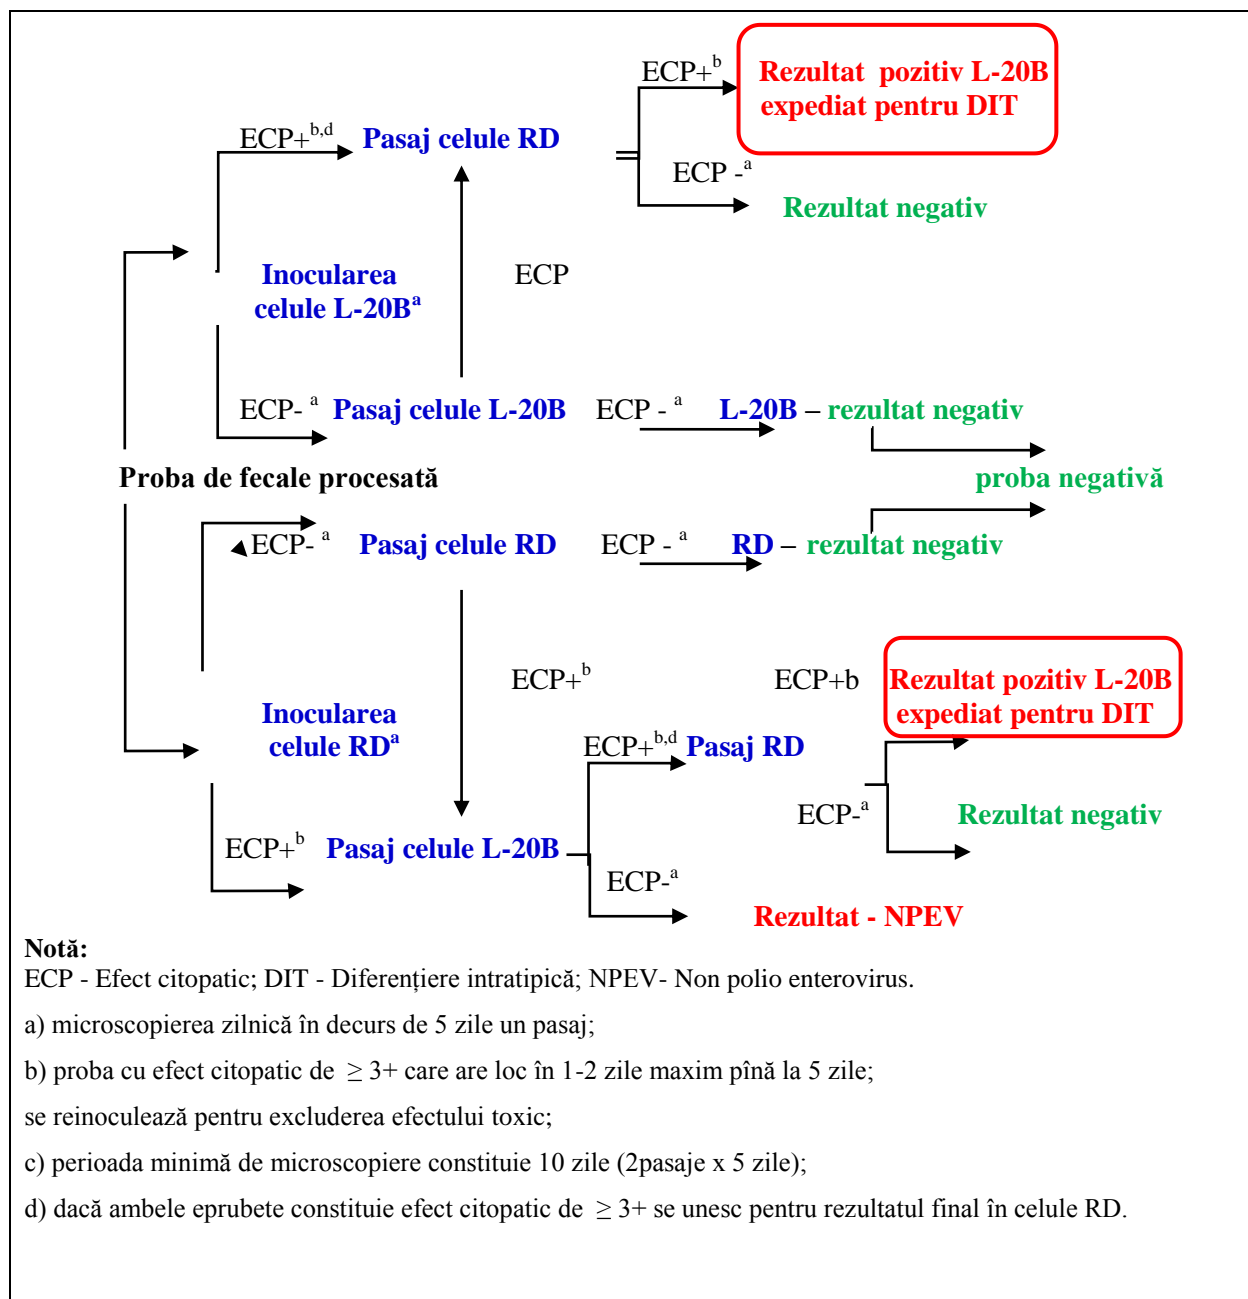 ECP+b Rezultat pozitiv L-20B
expediat pentru DIT
ECP+b,d Pasaj celule RD
ECP -a
Rezultat negativ
Inocularea ECP
celule L-20Ba
ECP- a Pasaj celule L-20B ECP - a L-20B – rezultat negativ
Proba de fecale procesată proba negativă
ECP- a Pasaj celule RD ECP - a RD – rezultat negativ
ECP+b ECP+b Rezultat pozitiv L-20B
Inocularea expediat pentru DIT
celule RDa ECP+b,d Pasaj RD
ECP-a Rezultat negativ
ECP+b Pasaj celule L-20B
ECP-a
Rezultat - NPEV
Notă:
ECP - Efect citopatic; DIT - Diferențiere intratipică; NPEV- Non polio enterovirus.
a) microscopierea zilnică în decurs de 5 zile un pasaj;
b) proba cu efect citopatic de ≥ 3+ care are loc în 1-2 zile maxim pînă la 5 zile;
se reinoculează pentru excluderea efectului toxic;
c) perioada minimă de microscopiere constituie 10 zile (2pasaje x 5 zile);
d) dacă ambele eprubete constituie efect citopatic de ≥ 3+ se unesc pentru rezultatul final în celule RD.